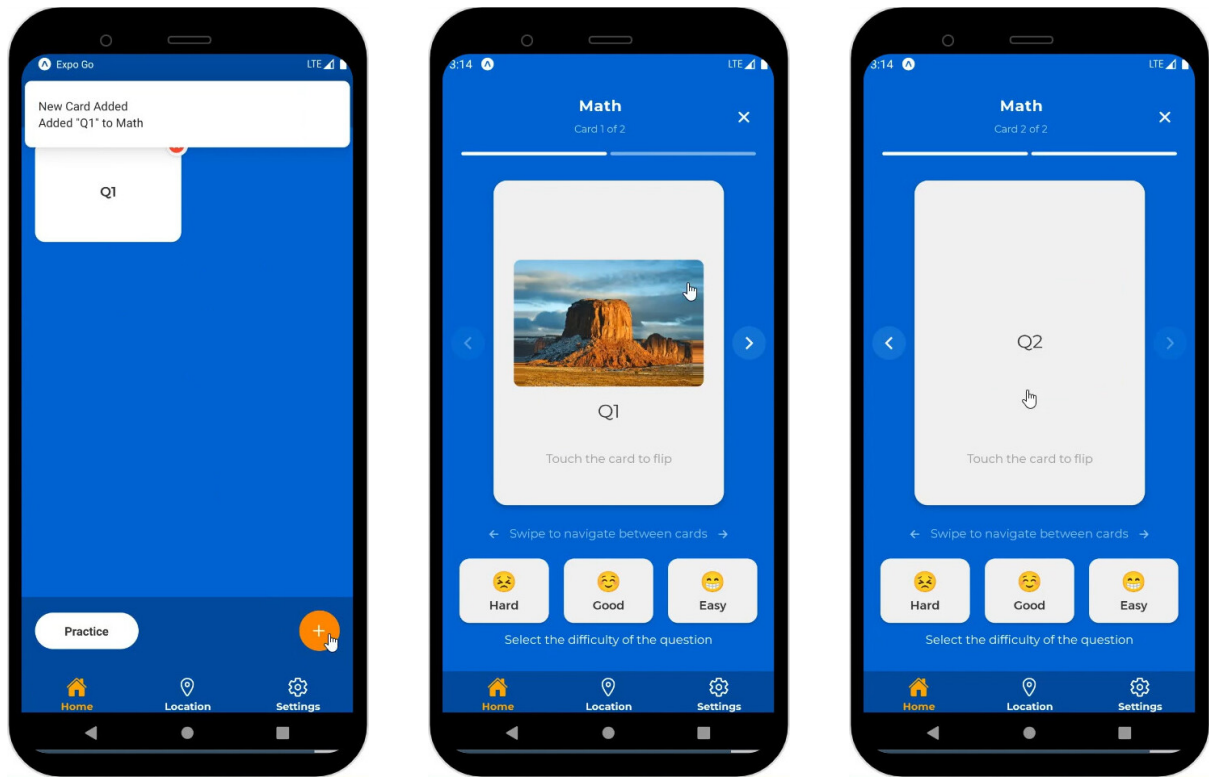 Expo Go
LTE
New Card Added
Added "Q1" to Math
Q1
Practice
+
Home
Location
Settings
3:14
LTE
Math
Card 1 of 2
Q1
Touch the card to flip
← Swipe to navigate between cards →
Hard
Good
Easy
Select the difficulty of the question
Home
Location
Settings
3:14
LTE
Math
Card 2 of 2
Q2
Touch the card to flip
← Swipe to navigate between cards →
Hard
Good
Easy
Select the difficulty of the question
Home
Location
Settings